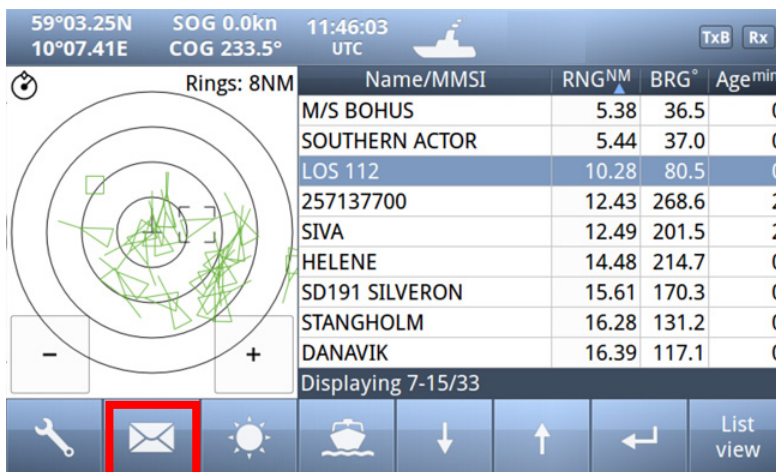 59°03.25N SOG 0.0kn 11:46:03
10°07.41E COG 233.5° UTC
TxB Rx
Rings: 8NM
Name/MMSI RNG NM BRG° Age min
M/S BOHUS 5.38 36.5
SOUTHERN ACTOR 5.44 37.0
LOS 112 10.28 80.5
257137700 12.43 268.6
SIVA 12.49 201.5
HELENE 14.48 214.7
SD191 SILVERON 15.61 170.3
STANGHOLM 16.28 131.2
DANAVIK 16.39 117.1
Displaying 7-15/33
- +
List
view